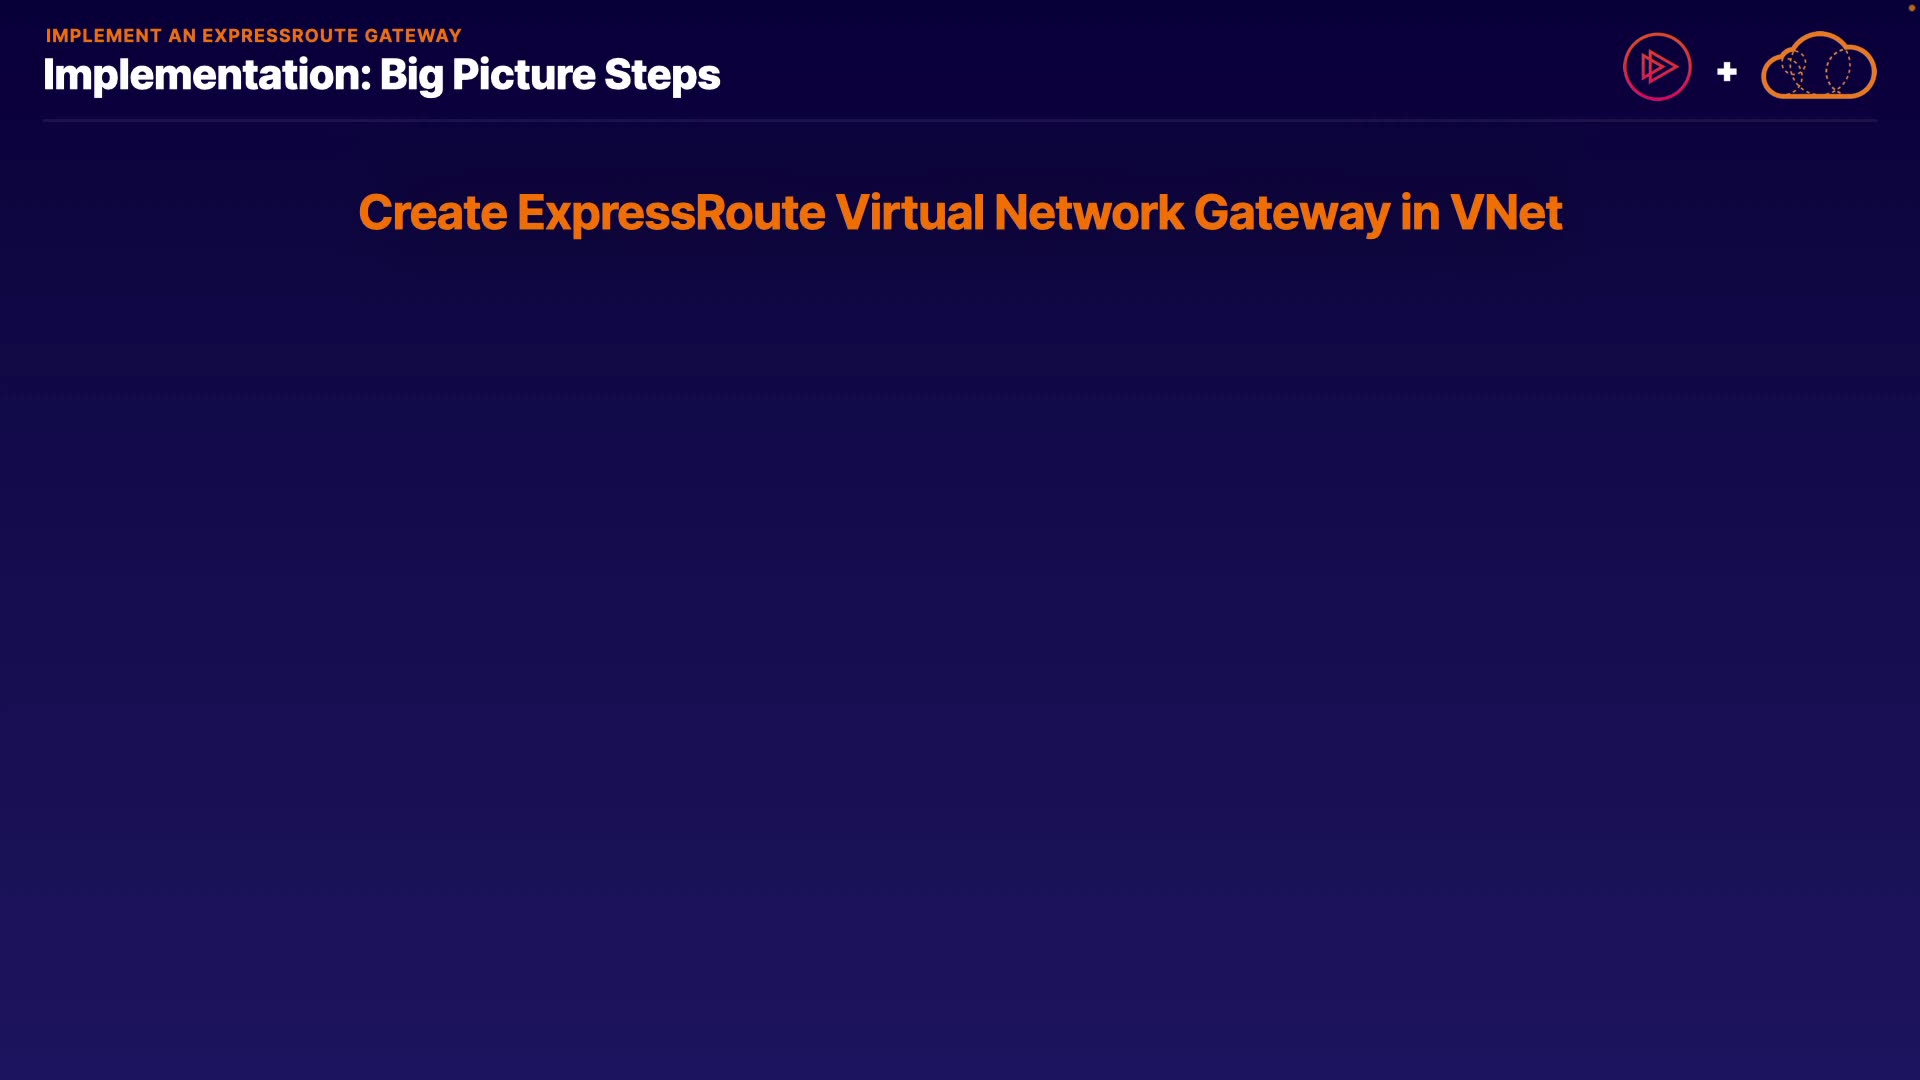 IMPLEMENT AN EXPRESSROUTE GATEWAY
Implementation: Big Picture Steps
+
Create ExpressRoute Virtual Network Gateway in VNet